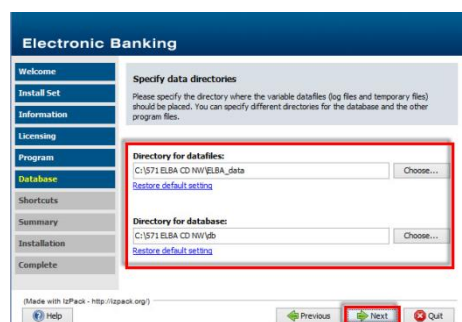 Electronic Banking
Welcome
Install Set
Information
Licensing
Program
Database
Shortcuts
Summary
Installation
Complete
Specify data directories
Please specify the directory where the variable datafiles (log files and temporary files)
should be placed. You can specify different directories for the database and the other
program files.
Directory for datafiles:
C:\571 ELBA CD NW\ELBA_data
Choose...
Restore default setting
Directory for database:
C:\571 ELBA CD NW\db
Choose...
Restore default setting
(Made with IzPack - http://izpack.org/)
Help
Previous
Next
Quit